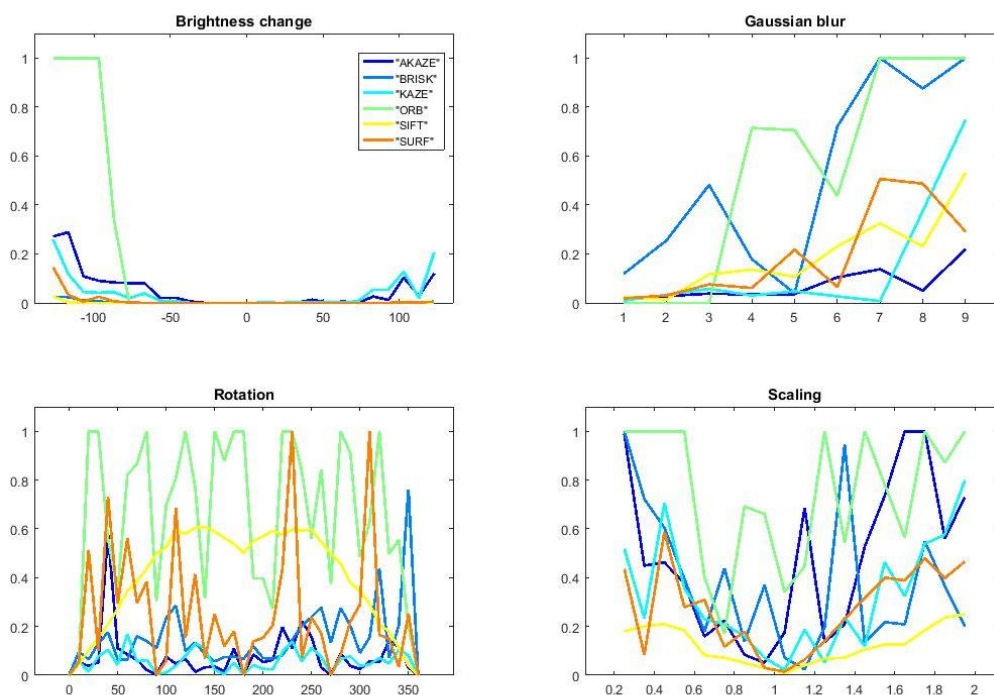 Brightness change
1
0.8
0.6
0.4
0.2
0
-100
-50
0
50
100
"AKAZE"
"BRISK"
"KAZE"
"ORB"
"SIFT"
"SURF"
Gaussian blur
1
0.8
0.6
0.4
0.2
0
1 2 3 4 5 6 7 8 9
Rotation
1
0.8
0.6
0.4
0.2
0
0 50 100 150 200 250 300 350
Scaling
1
0.8
0.6
0.4
0.2
0
0.2 0.4 0.6 0.8 1 1.2 1.4 1.6 1.8 2